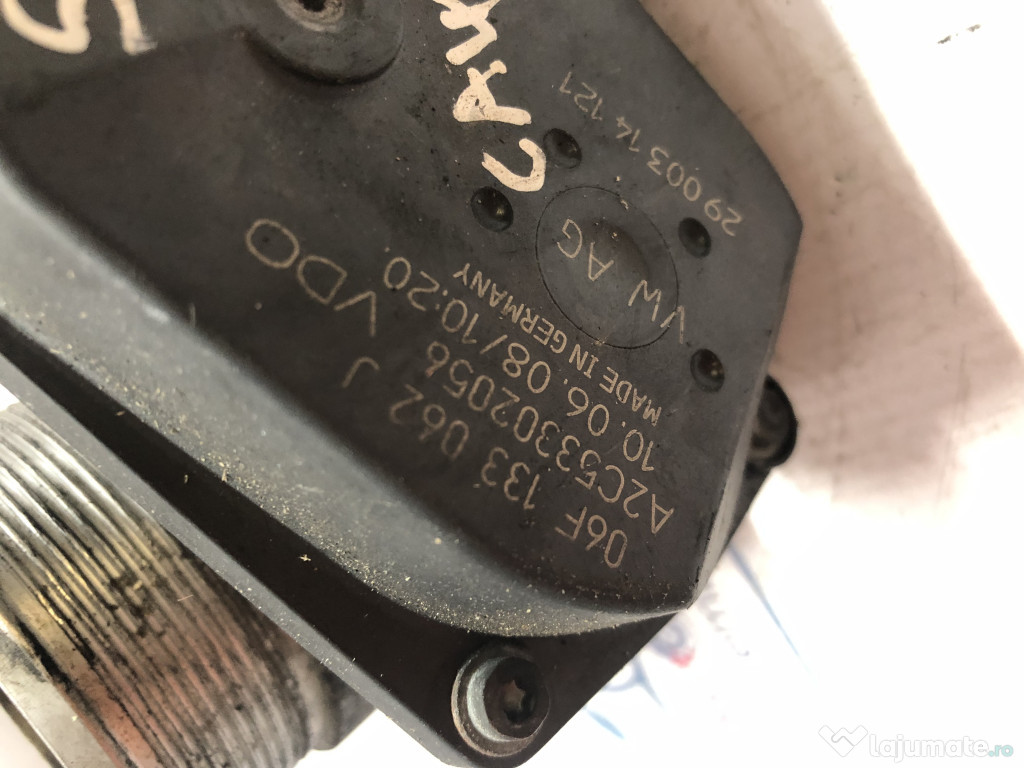 06F 133 062 J VDO
A2C53302056
10.06.08/10:20
MADE IN GERMANY
VW AG
29 003 14 121
lajumate.ro